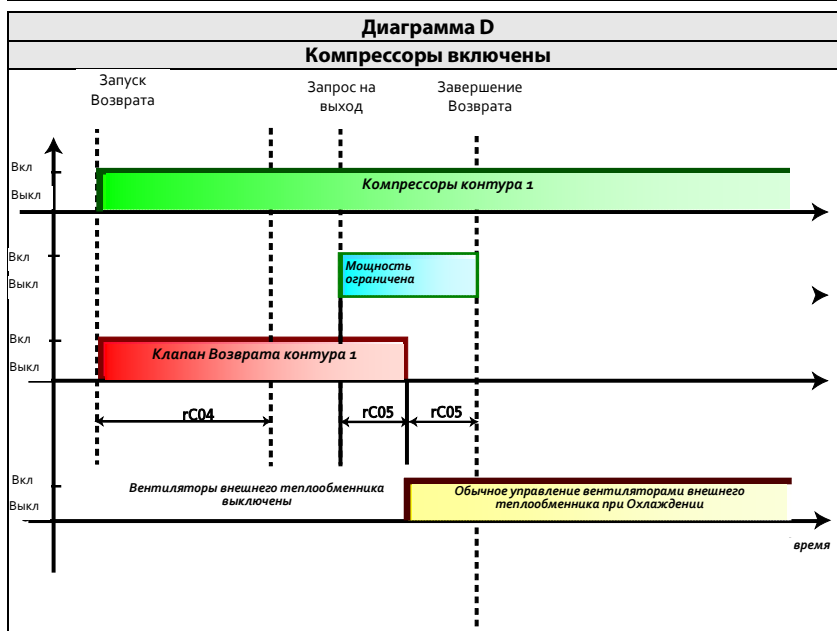 Диаграмма D
Компрессоры включены
Запуск
Возврата
Запрос на
выход
Завершение
Возврата
Вкл
Выкл
Компрессоры контура 1
Вкл
Выкл
Мощность
ограничена
Вкл
Выкл
Клапан Возврата контура 1
rC04
rC05
rC05
Вкл
Выкл
Вентиляторы внешнего теплообменника
выключены
Обычное управление вентиляторами внешнего
теплообменника при Охлаждении
время